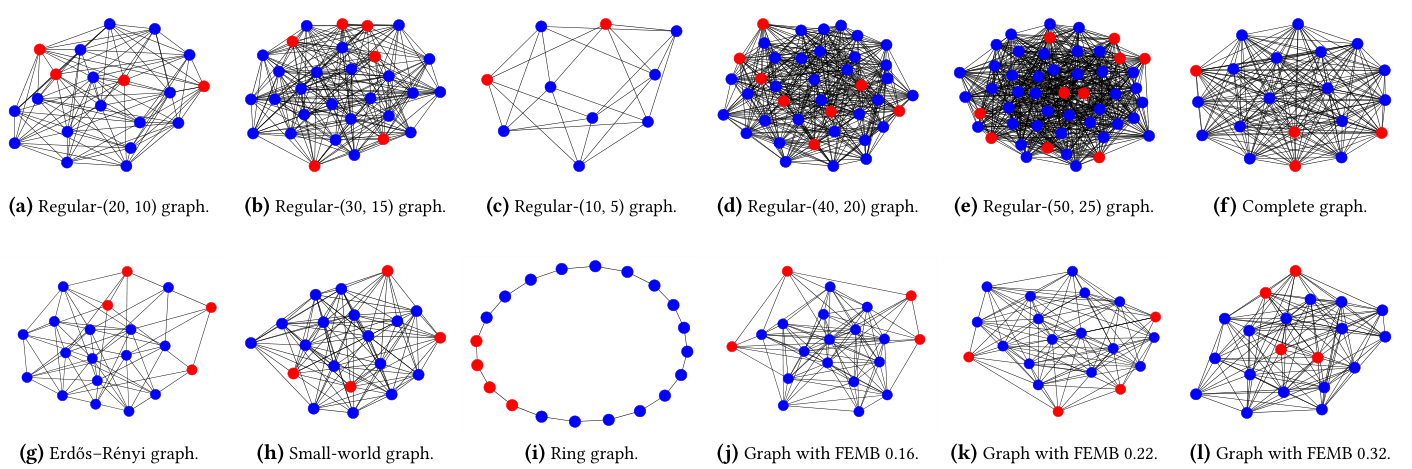 (a) Regular-(20, 10) graph.
(b) Regular-(30, 15) graph.
(c) Regular-(10, 5) graph.
(d) Regular-(40, 20) graph.
(e) Regular-(50, 25) graph.
(f) Complete graph.
(g) Erdős–Rényi graph.
(h) Small-world graph.
(i) Ring graph.
(j) Graph with FEMB 0.16.
(k) Graph with FEMB 0.22.
(l) Graph with FEMB 0.32.